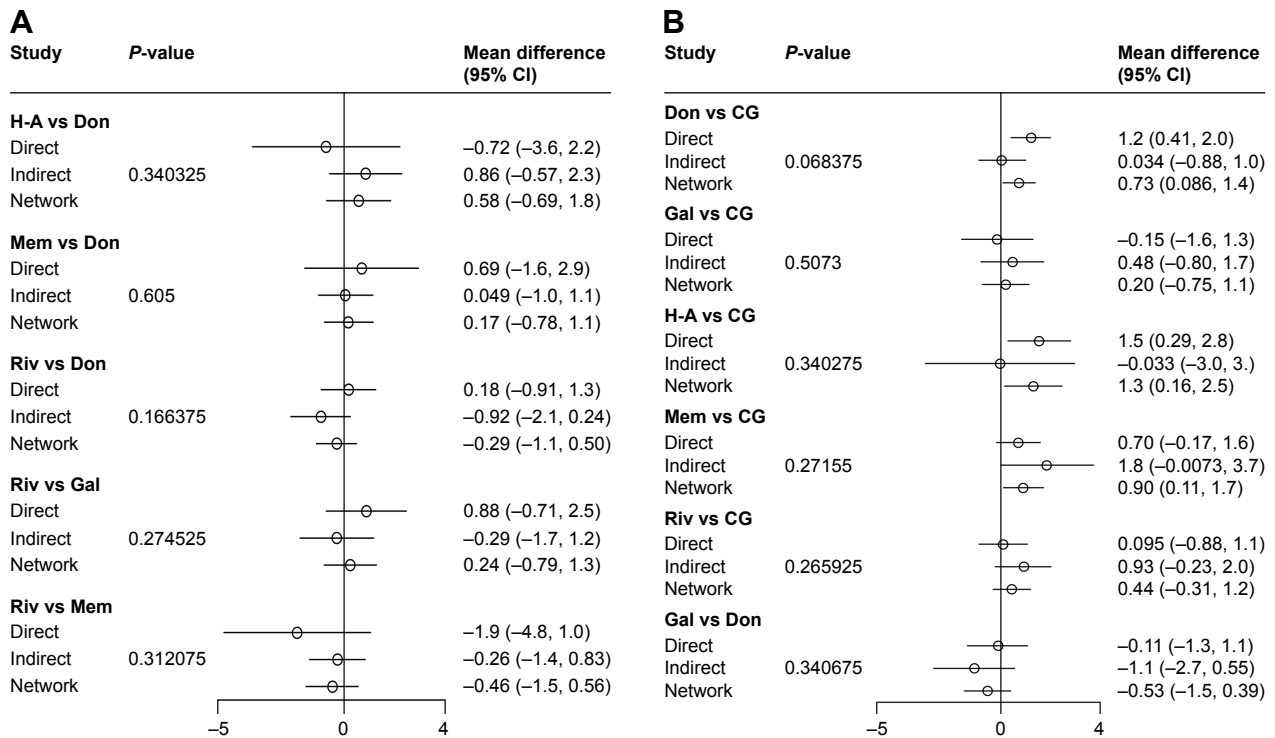 A
Study P-value Mean difference
(95% CI)
H-A vs Don
Direct –0.72 (–3.6, 2.2)
Indirect 0.340325 0.86 (–0.57, 2.3)
Network 0.58 (–0.69, 1.8)
Mem vs Don
Direct 0.69 (–1.6, 2.9)
Indirect 0.605 0.049 (–1.0, 1.1)
Network 0.17 (–0.78, 1.1)
Riv vs Don
Direct 0.18 (–0.91, 1.3)
Indirect 0.166375 –0.92 (–2.1, 0.24)
Network –0.29 (–1.1, 0.50)
Riv vs Gal
Direct 0.88 (–0.71, 2.5)
Indirect 0.274525 –0.29 (–1.7, 1.2)
Network 0.24 (–0.79, 1.3)
Riv vs Mem
Direct –1.9 (–4.8, 1.0)
Indirect 0.312075 –0.26 (–1.4, 0.83)
Network –0.46 (–1.5, 0.56)
–5 0 4
B
Study P-value Mean difference
(95% CI)
Don vs CG
Direct 1.2 (0.41, 2.0)
Indirect 0.068375 0.034 (–0.88, 1.0)
Network 0.73 (0.086, 1.4)
Gal vs CG
Direct –0.15 (–1.6, 1.3)
Indirect 0.5073 0.48 (–0.80, 1.7)
Network 0.20 (–0.75, 1.1)
H-A vs CG
Direct 1.5 (0.29, 2.8)
Indirect 0.340275 –0.033 (–3.0, 3.)
Network 1.3 (0.16, 2.5)
Mem vs CG
Direct 0.70 (–0.17, 1.6)
Indirect 0.27155 1.8 (–0.0073, 3.7)
Network 0.90 (0.11, 1.7)
Riv vs CG
Direct 0.095 (–0.88, 1.1)
Indirect 0.265925 0.93 (–0.23, 2.0)
Network 0.44 (–0.31, 1.2)
Gal vs Don
Direct –0.11 (–1.3, 1.1)
Indirect 0.340675 –1.1 (–2.7, 0.55)
Network –0.53 (–1.5, 0.39)
–5 0 4